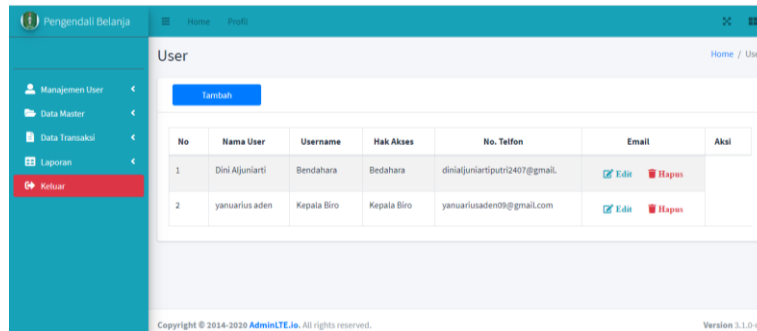 Pengendali Belanja
Home Profil
User
Home / Use
Manajemen User
Data Master
Data Transaksi
Laporan
Keluar
Tambah
No Nama User Username Hak Akses No. Telfon Email Aksi
1 Dini Aljuniarti Bendahara Bedahara dinialjuniartiputri2407@gmail. Edit Hapus
2 yanuarius aden Kepala Biro Kepala Biro yanuariusaden09@gmail.com Edit Hapus
Copyright © 2014-2020 AdminLTE.io. All rights reserved. Version 3.1.0-